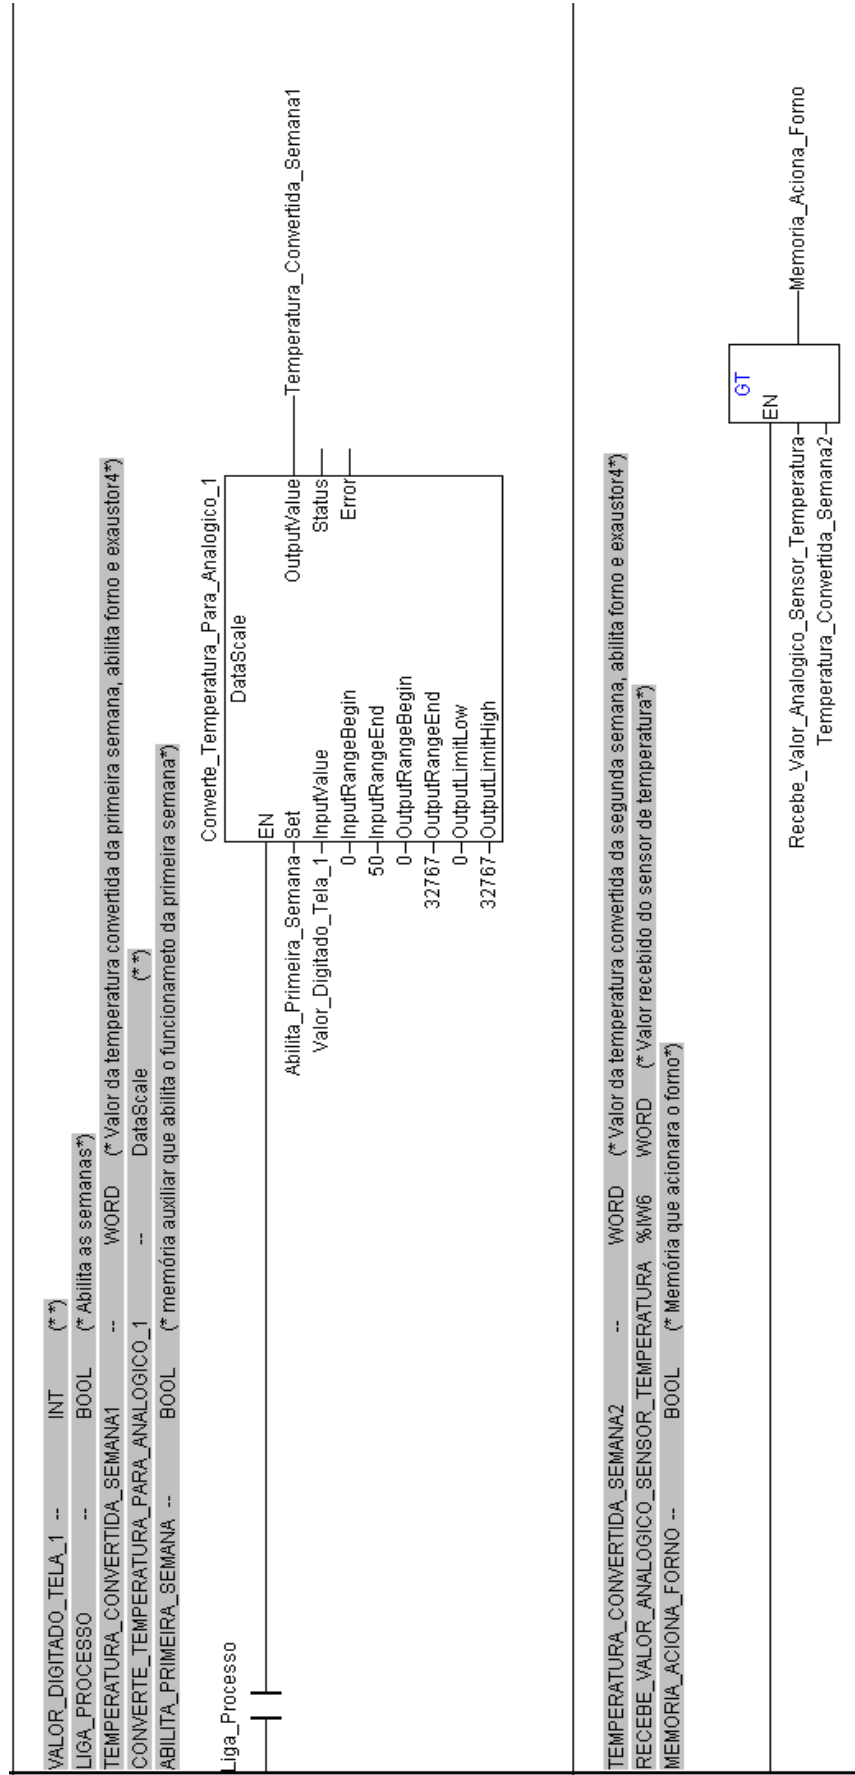 VALOR_DIGITADO_TELA_1 -- INT (* *)
LIGA_PROCESSO -- BOOL (* Abilita as semanas*)
TEMPERATURA_CONVERTIDA_SEMANA1 -- WORD (* Valor da temperatura convertida da primeira semana, abilita forno e exaustor4*)
CONVERTE_TEMPERATURA_PARA_ANALOGICO_1 -- DataScale (* *)
ABILITA_PRIMEIRA_SEMANA -- BOOL (* memória auxiliar que abilita o funcionameto da primeira semana*)
Converte_Temperatura_Para_Analogico_1
Liga_Processo
DataScale
EN
Abilita_Primeira_Semana Set OutputValue Temperatura_Convertida_Semana1
Valor_Digitado_Tela_1 InputValue Status
0 InputRangeBegin Error
50 InputRangeEnd
0 OutputRangeBegin
32767 OutputRangeEnd
0 OutputLimitLow
32767 OutputLimitHigh
TEMPERATURA_CONVERTIDA_SEMANA2 -- WORD (* Valor da temperatura convertida da segunda semana, abilita forno e exaustor4*)
RECEBE_VALOR_ANALOGICO_SENSOR_TEMPERATURA %IW6 WORD (* Valor recebido do sensor de temperatura*)
MEMORIA_ACIONA_FORNO -- BOOL (* Memória que acionara o forno*)
GT
EN
Recebe_Valor_Analogico_Sensor_Temperatura Memoria_Aciona_Forno
Temperatura_Convertida_Semana2